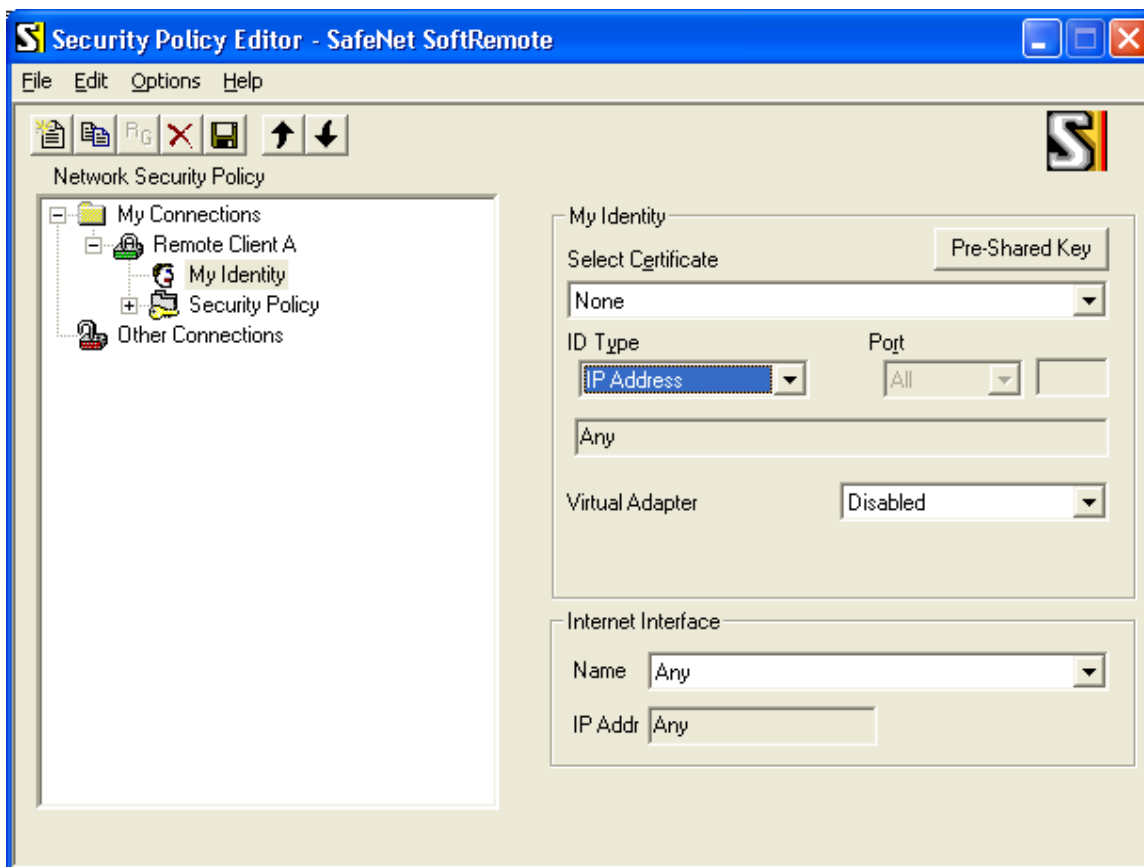 Security Policy Editor - SafeNet SoftRemote
File Edit Options Help
RG
Network Security Policy
My Connections
Remote Client A
My Identity
Security Policy
Other Connections
My Identity
Pre-Shared Key
Select Certificate
None
ID Type Port
IP Address All
Any
Virtual Adapter Disabled
Internet Interface
Name Any
IP Addr Any